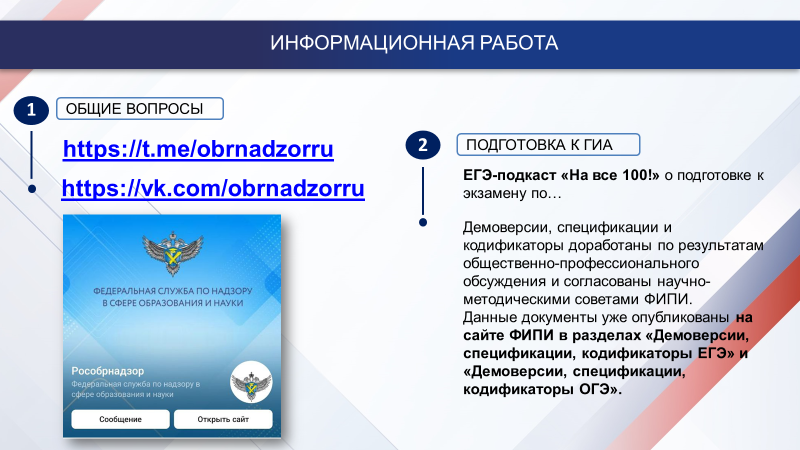 ИНФОРМАЦИОННАЯ РАБОТА
1
ОБЩИЕ ВОПРОСЫ
https://t.me/obrnadzorru
https://vk.com/obrnadzorru
ФЕДЕРАЛЬНАЯ СЛУЖБА ПО НАДЗОРУ
В СФЕРЕ ОБРАЗОВАНИЯ И НАУКИ
Рособрнадзор
Федеральная служба по надзору в
сфере образования и науки
Сообщение
Открыть сайт
2
ПОДГОТОВКА К ГИА
ЕГЭ-подкаст «На все 100!» о подготовке к
экзамену по…
Демоверсии, спецификации и
кодификаторы доработаны по результатам
общественно-профессионального
обсуждения и согласованы научно-
методическими советами ФИПИ.
Данные документы уже опубликованы на
сайте ФИПИ в разделах «Демоверсии,
спецификации, кодификаторы ЕГЭ» и
«Демоверсии, спецификации,
кодификаторы ОГЭ».